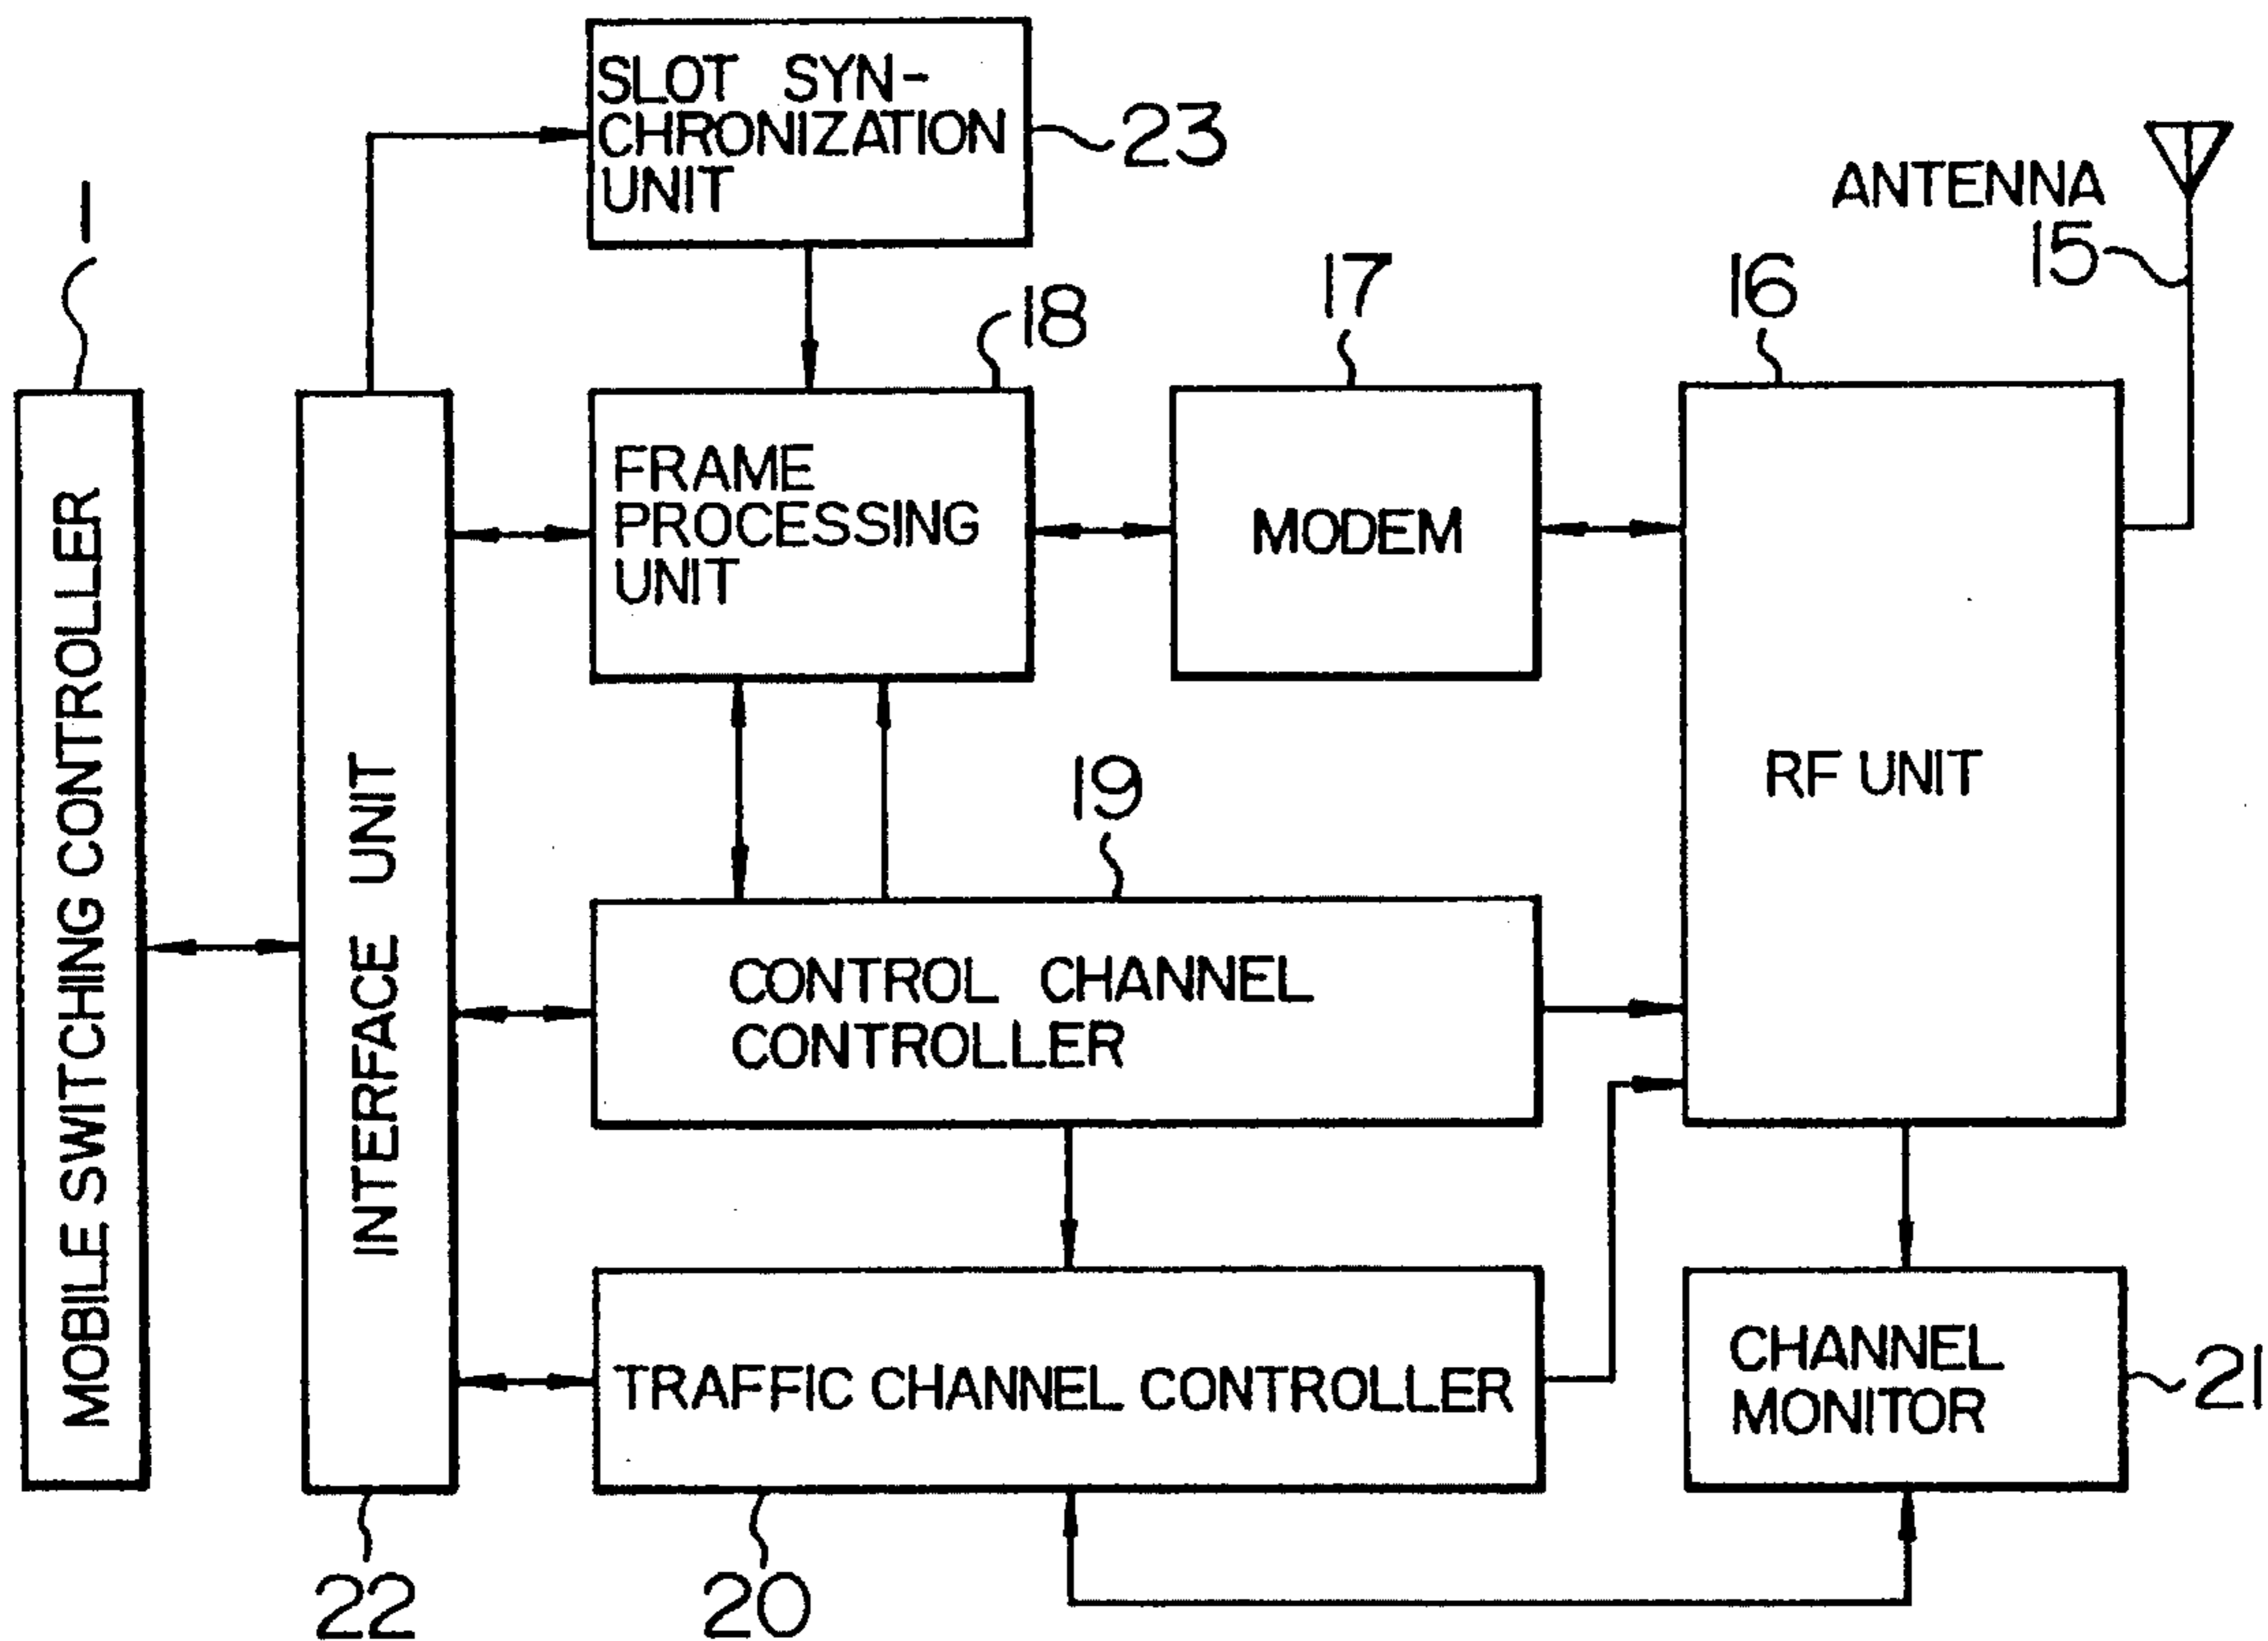 SLOT SYN-
CHRONIZATION
UNIT
23
ANTENNA
15
1
18
17
16
MOBILE SWITCHING CONTROLLER
INTERFACE UNIT
FRAME
PROCESSING
UNIT
MODEM
RF UNIT
19
CONTROL CHANNEL
CONTROLLER
TRAFFIC CHANNEL CONTROLLER
CHANNEL
MONITOR
21
22
20